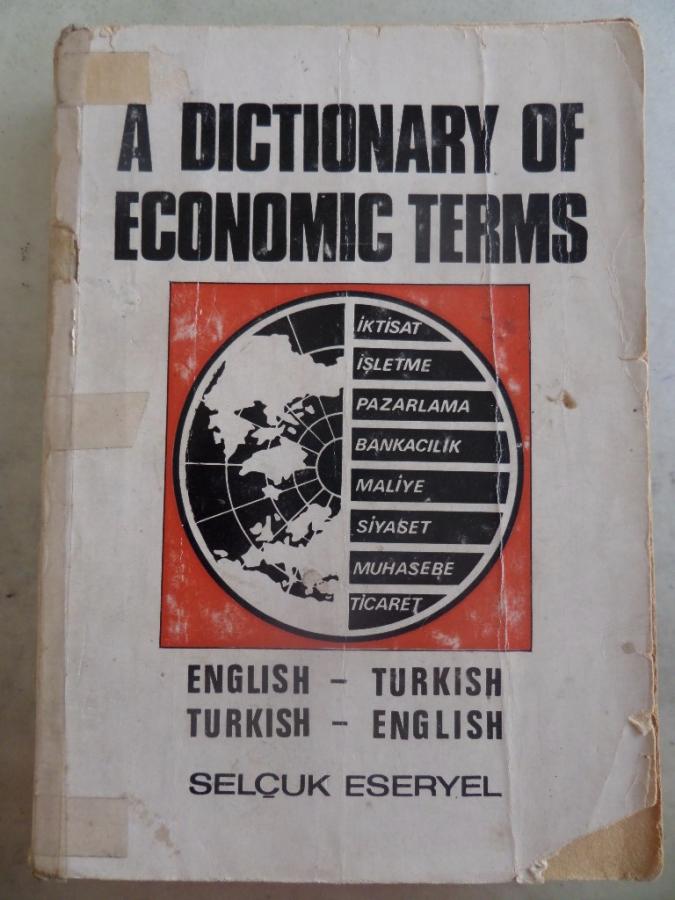 A DICTIONARY OF
ECONOMIC TERMS
İKTİSAT
İŞLETME
PAZARLAMA
BANKACILIK
MALİYE
SİYASET
MUHASEBE
TİCARET
ENGLISH - TURKISH
TURKISH - ENGLISH
SELÇUK ESERYEL